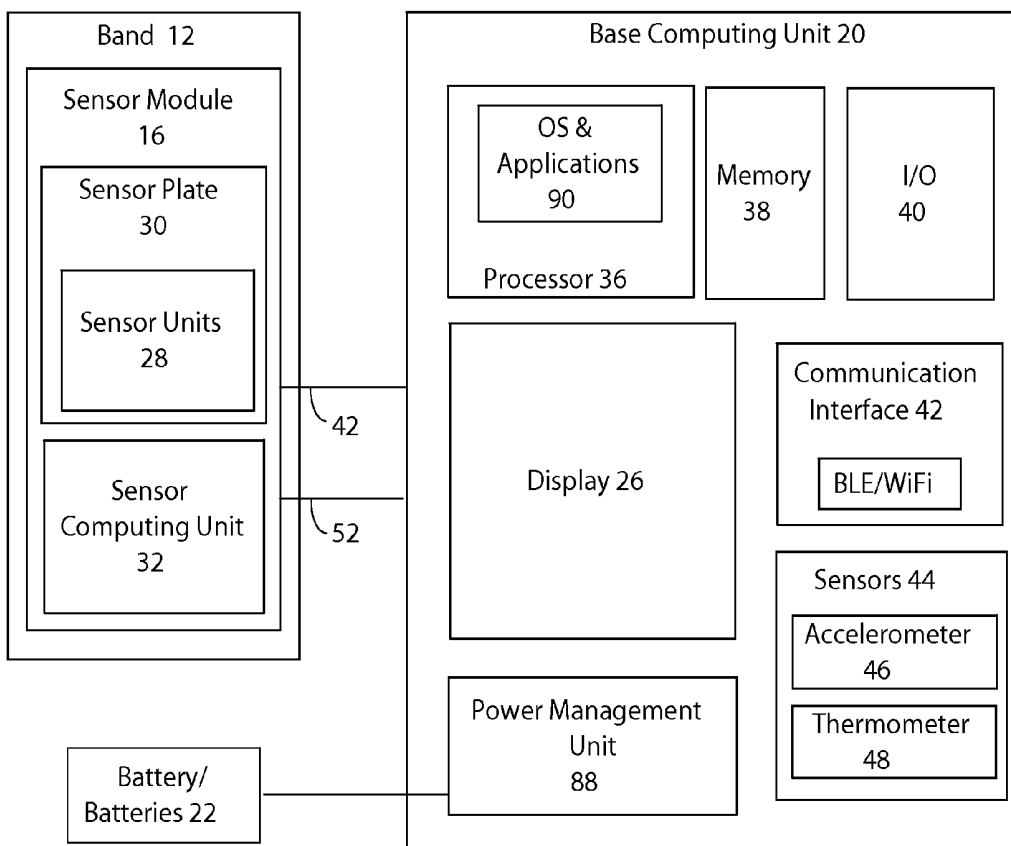 Band 12
Sensor Module
16
Sensor Plate
30
Sensor Units
28
Sensor
Computing Unit
32
42
52
Battery/
Batteries 22
Base Computing Unit 20
OS &
Applications
90
Processor 36
Memory
38
I/O
40
Display 26
Communication
Interface 42
BLE/WiFi
Sensors 44
Accelerometer
46
Thermometer
48
Power Management
Unit
88